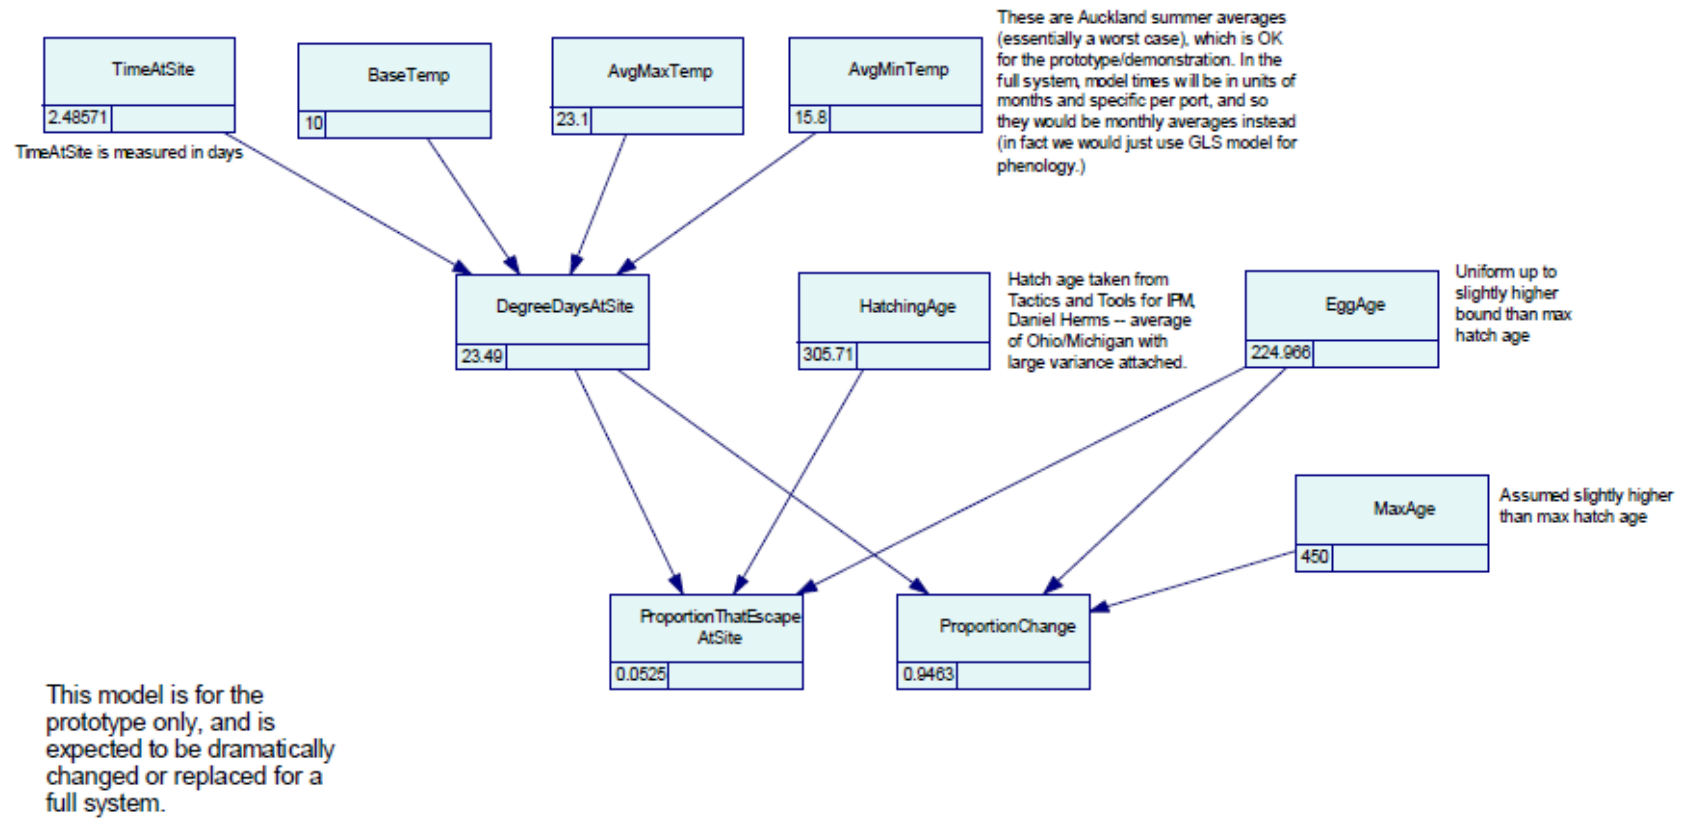 TimeAtSite
2.48571
TimeAtSite is measured in days
BaseTemp
10
AvgMaxTemp
23.1
AvgMinTemp
15.8
These are Auckland summer averages
(essentially a worst case), which is OK
for the prototype/demonstration. In the
full system, model times will be in units of
months and specific per port, and so
they would be monthly averages instead
(in fact we would just use GLS model for
phenology.)
DegreeDaysAtSite
23.49
HatchingAge
305.71
Hatch age taken from
Tactics and Tools for IPM,
Daniel Herms -- average
of Ohio/Michigan with
large variance attached.
EggAge
224.966
Uniform up to
slightly higher
bound than max
hatch age
MaxAge
450
Assumed slightly higher
than max hatch age
ProportionThatEscape
AtSite
0.0525
ProportionChange
0.9463
This model is for the
prototype only, and is
expected to be dramatically
changed or replaced for a
full system.